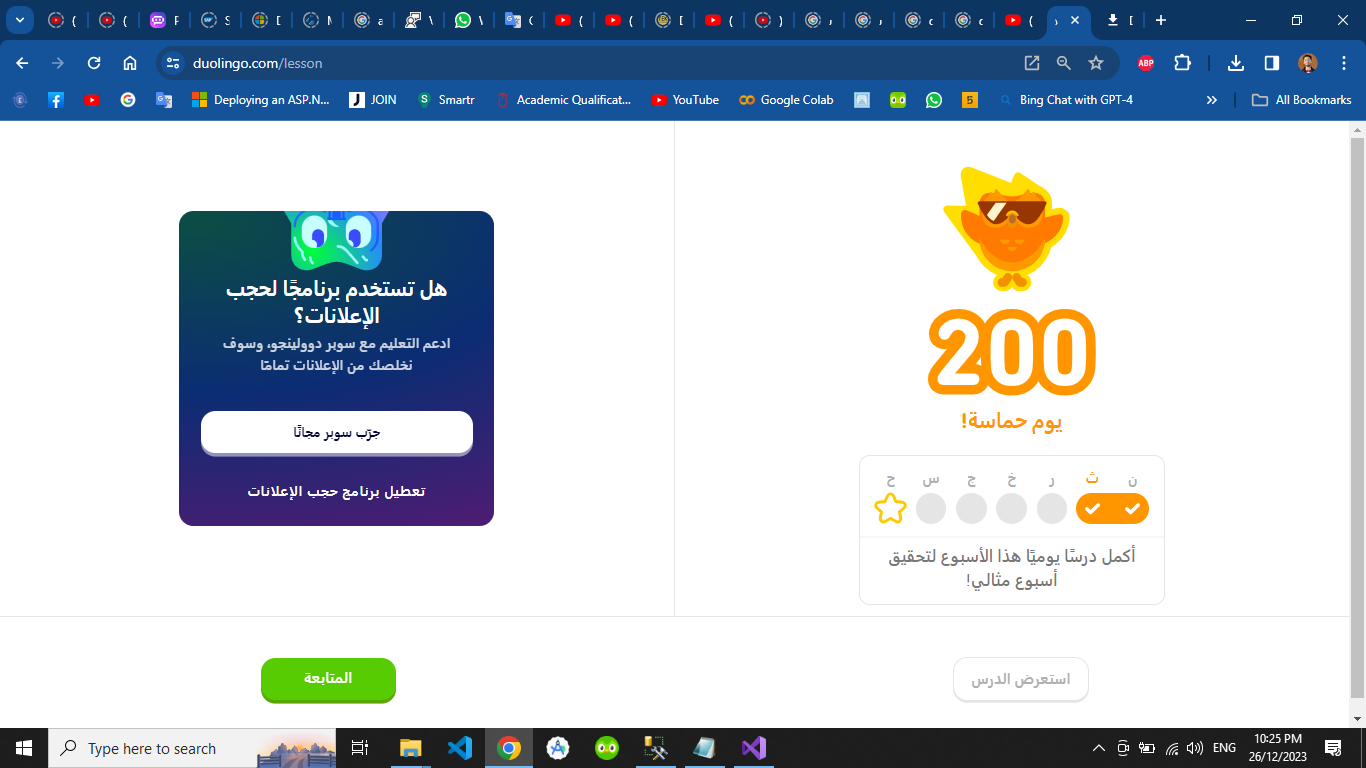 duolingo.com/lesson
ABP
Deploying an ASP.N...
JOIN
Smartr
Academic Qualificat...
YouTube
Google Colab
5
Bing Chat with GPT-4
All Bookmarks
200
يوم حماسة!
ن ث ر خ ج س ح
أكمل درسًا يوميًا هذا الأسبوع لتحقيق
أسبوع مثالي!
هل تستخدم برنامجًا لحجب
الإعلانات؟
ادعم التعليم مع سوبر دوولينجو، وسوف
نخلصك من الإعلانات تمامًا
جرّب سوبر مجانًا
تعطيل برنامج حجب الإعلانات
استعرض الدرس
المتابعة
Type here to search
ENG
10:25 PM
26/12/2023